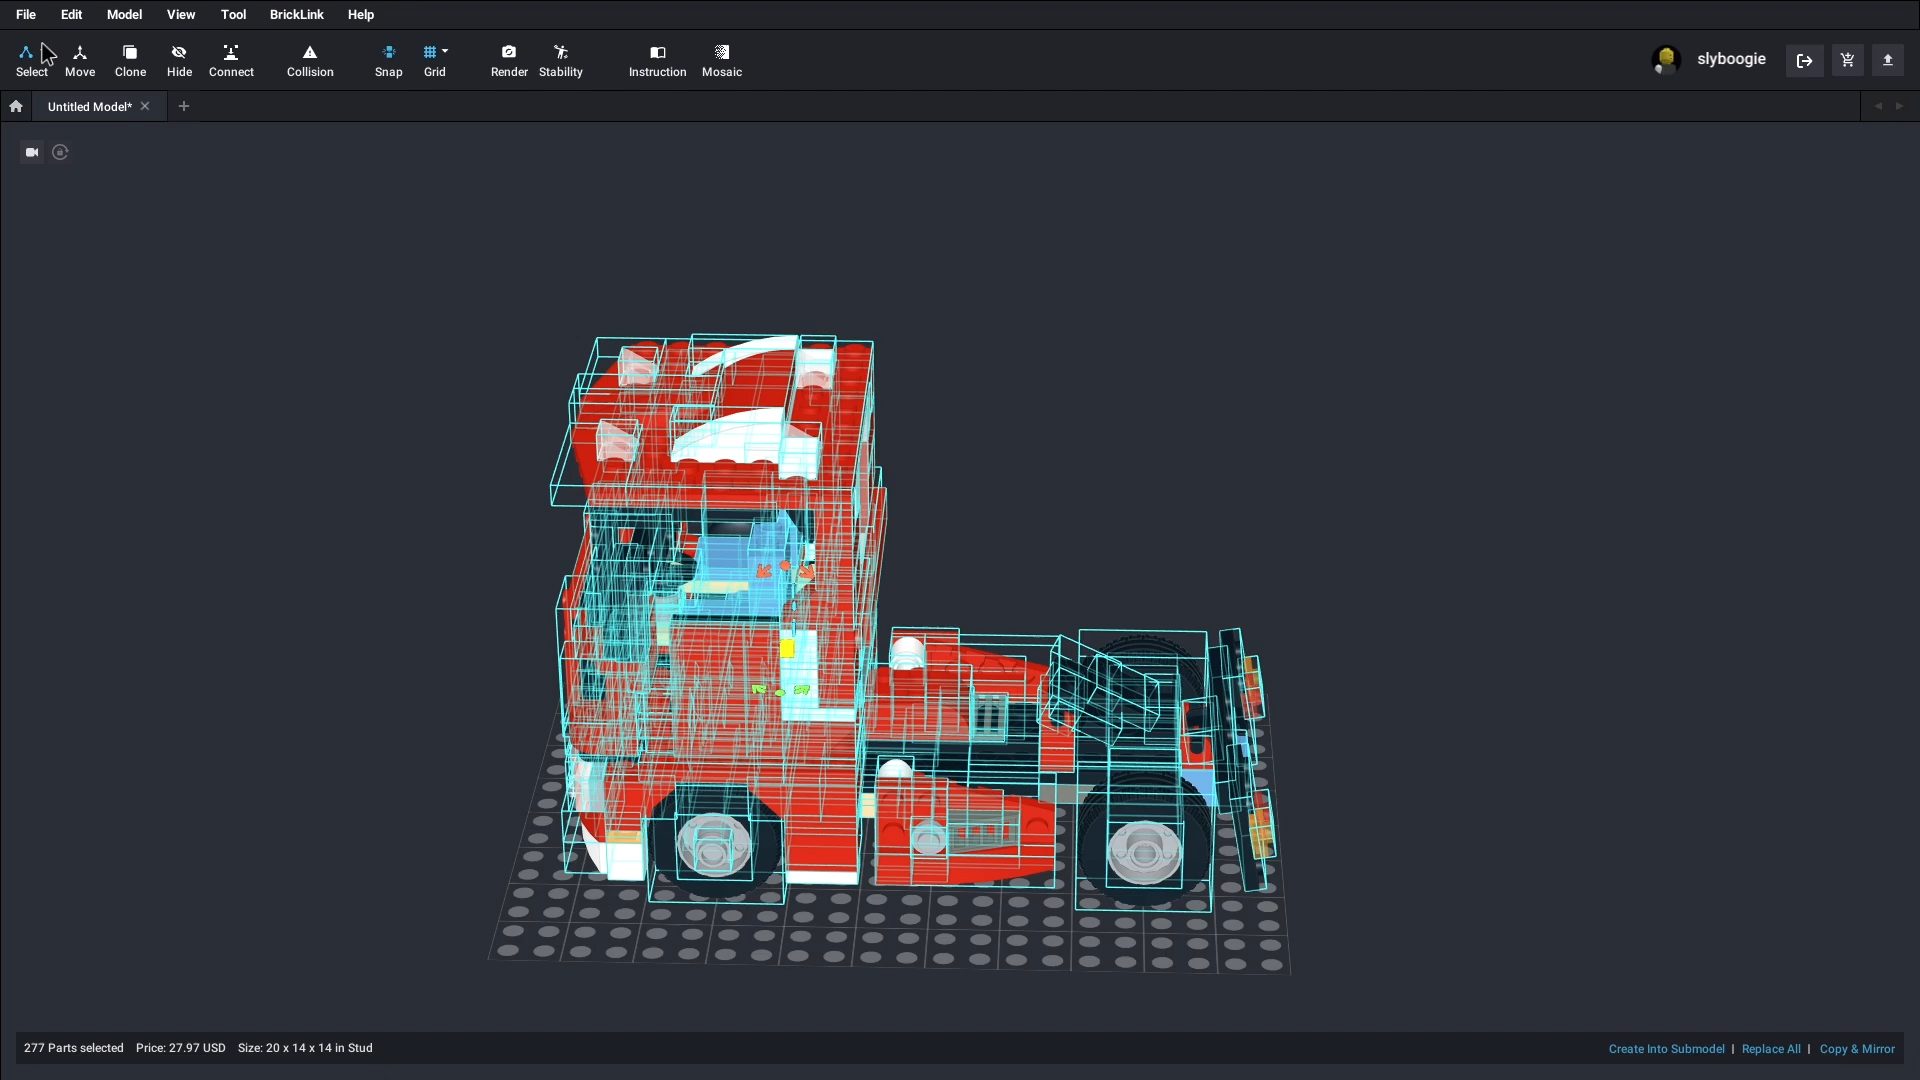 File Edit Model View Tool BrickLink Help
Select Move Clone Hide Connect Collision Snap Grid Render Stability Instruction Mosaic
slyboogie
Untitled Model*
277 Parts selected Price: 27.97 USD Size: 20 x 14 x 14 in Stud
Create Into Submodel | Replace All | Copy & Mirror